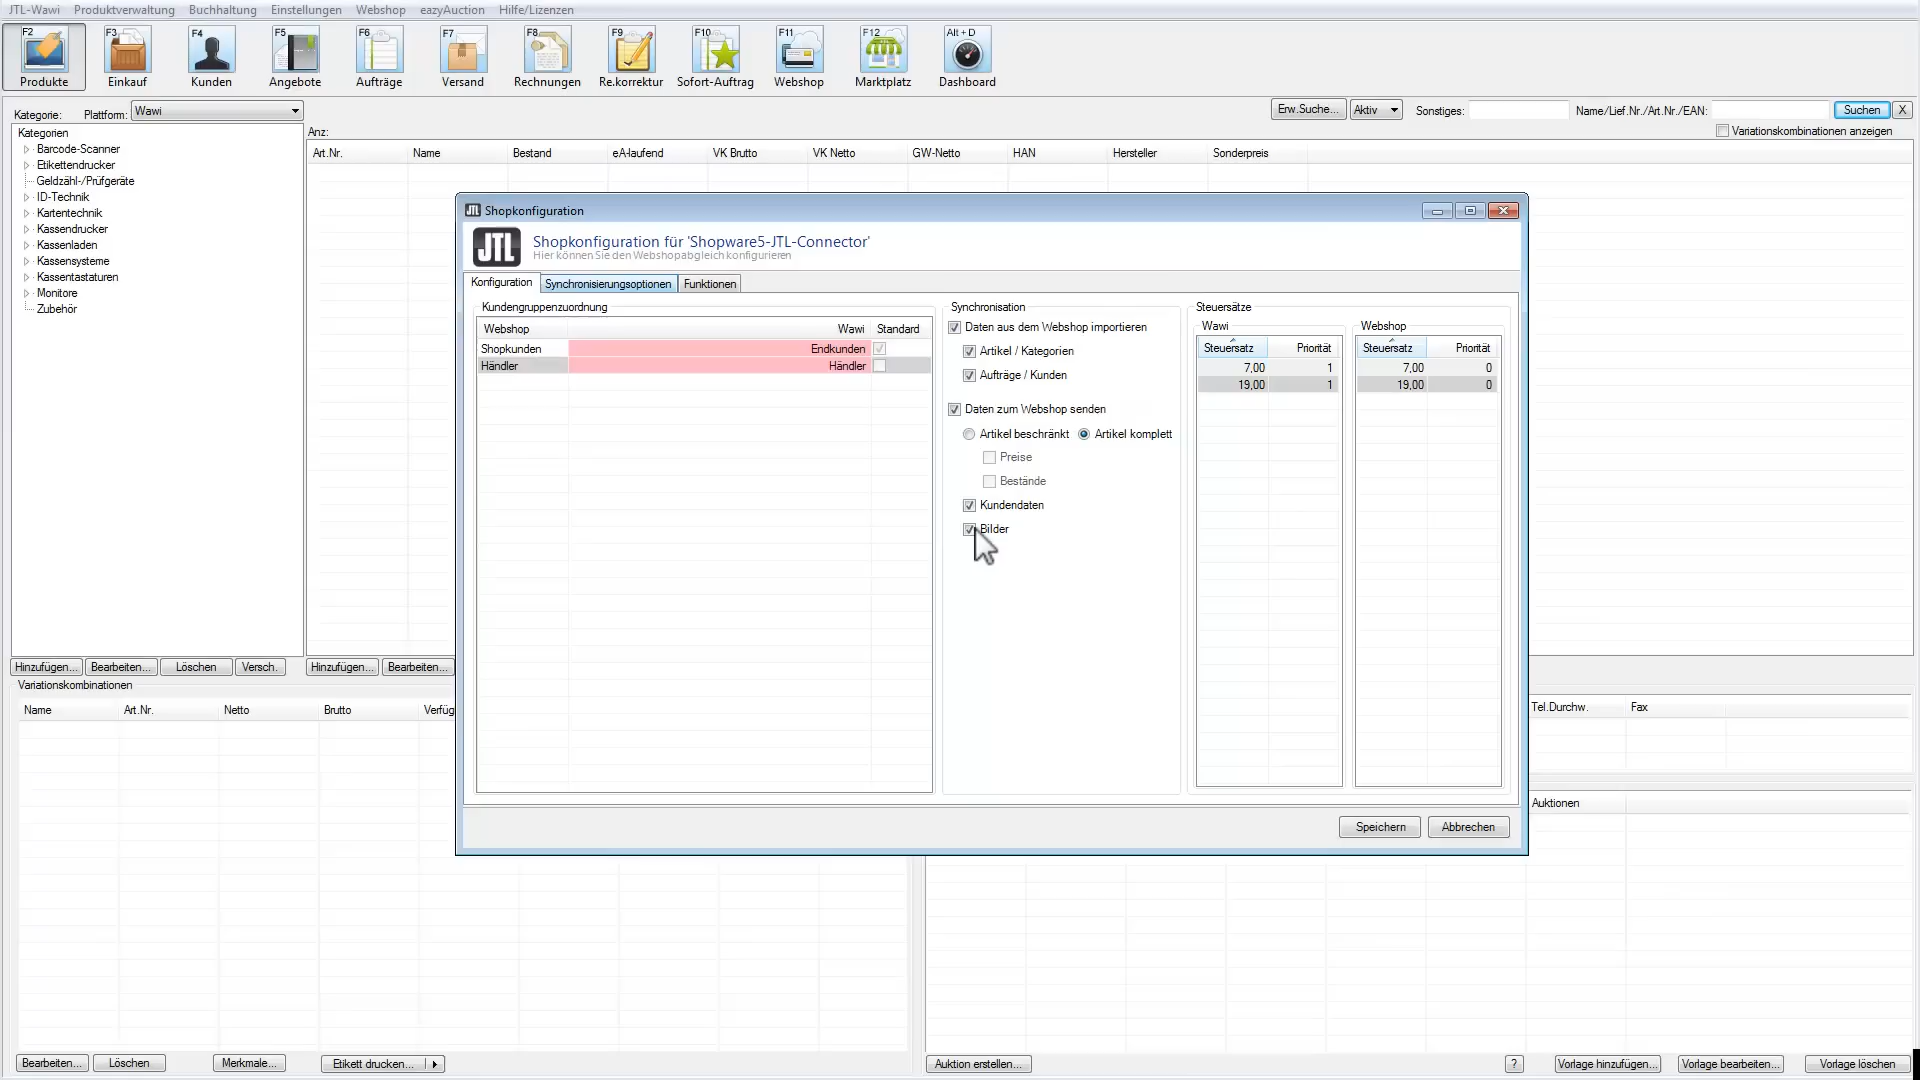 JTL-Wawi Produktverwaltung Buchhaltung Einstellungen Webshop eazyAuction Hilfe/Lizenzen
F2 F3 F4 F5 F6 F7 F8 F9 F10 F11 F12 Alt + D
Produkte Einkauf Kunden Angebote Aufträge Versand Rechnungen Re.korrektur Sofort-Auftrag Webshop Marktplatz Dashboard
Kategorie: Plattform: Wawi
Erw.Suche... Aktiv Sonstiges: Name/Lief.Nr./Art.Nr./EAN: Suchen X
Variationskombinationen anzeigen
Kategorien
Barcode-Scanner
Etikettendrucker
Geldzähl-/Prüfgeräte
ID-Technik
Kartentechnik
Kassendrucker
Kassenladen
Kassensysteme
Kassentastaturen
Monitore
Zubehör
Anz:
Art.Nr. Name Bestand eA-laufend VK Brutto VK Netto GW-Netto HAN Hersteller Sonderpreis
JTL Shopkonfiguration
JTL
Shopkonfiguration für 'Shopware5-JTL-Connector'
Hier können Sie den Webshopabgleich konfigurieren
Konfiguration Synchronisierungsoptionen Funktionen
Kundengruppenzuordnung
Webshop Wawi Standard
Shopkunden Endkunden
Händler Händler
Synchronisation
Daten aus dem Webshop importieren
Artikel / Kategorien
Aufträge / Kunden
Daten zum Webshop senden
Artikel beschränkt Artikel komplett
Preise
Bestände
Kundendaten
Bilder
Steuersätze
Wawi
Steuersatz Priorität
7,00 1
19,00 1
Webshop
Steuersatz Priorität
7,00 0
19,00 0
Speichern Abbrechen
Hinzufügen... Bearbeiten... Löschen Versch. Hinzufügen... Bearbeiten...
Variationskombinationen
Name Art.Nr. Netto Brutto Verfüg
Tel.Durchw. Fax
Auktionen
Bearbeiten... Löschen Merkmale... Etikett drucken...
Auktion erstellen... ? Vorlage hinzufügen... Vorlage bearbeiten... Vorlage löschen